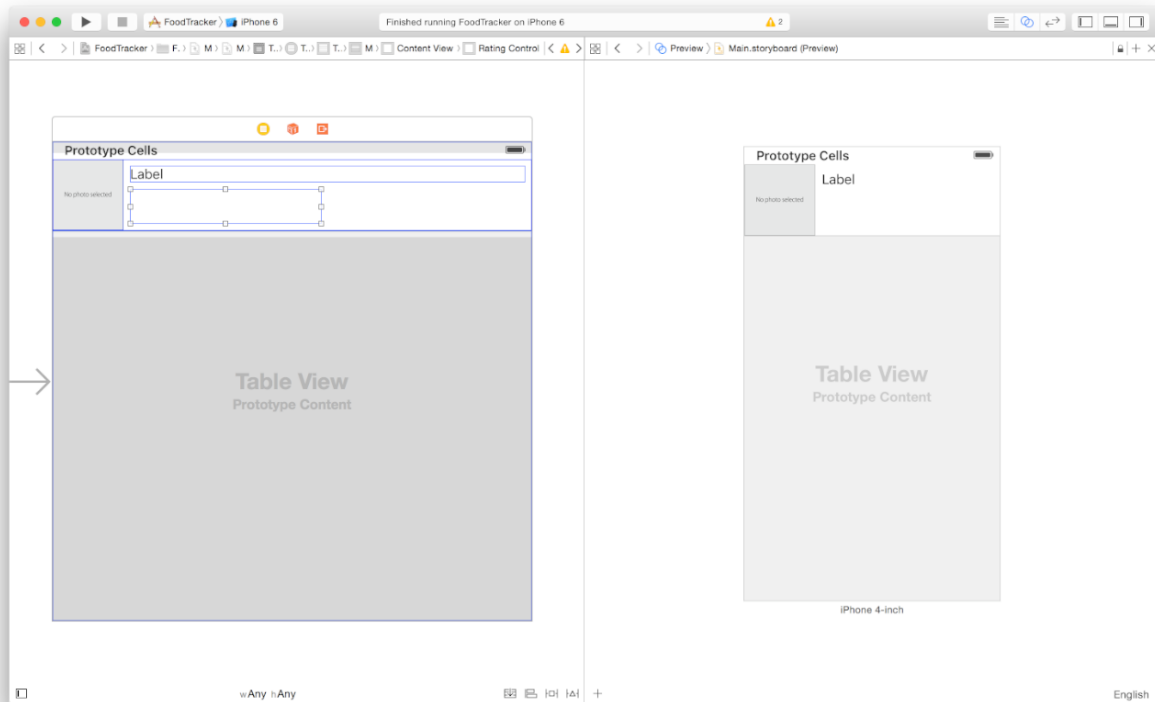 FoodTracker iPhone 6
Finished running FoodTracker on iPhone 6
2
FoodTracker F.. M M T.. T.. T.. M Content View Rating Control
Preview Main.storyboard (Preview)
Prototype Cells
No photo selected
Label
Table View
Prototype Content
wAny hAny
Prototype Cells
No photo selected
Label
Table View
Prototype Content
iPhone 4-inch
English